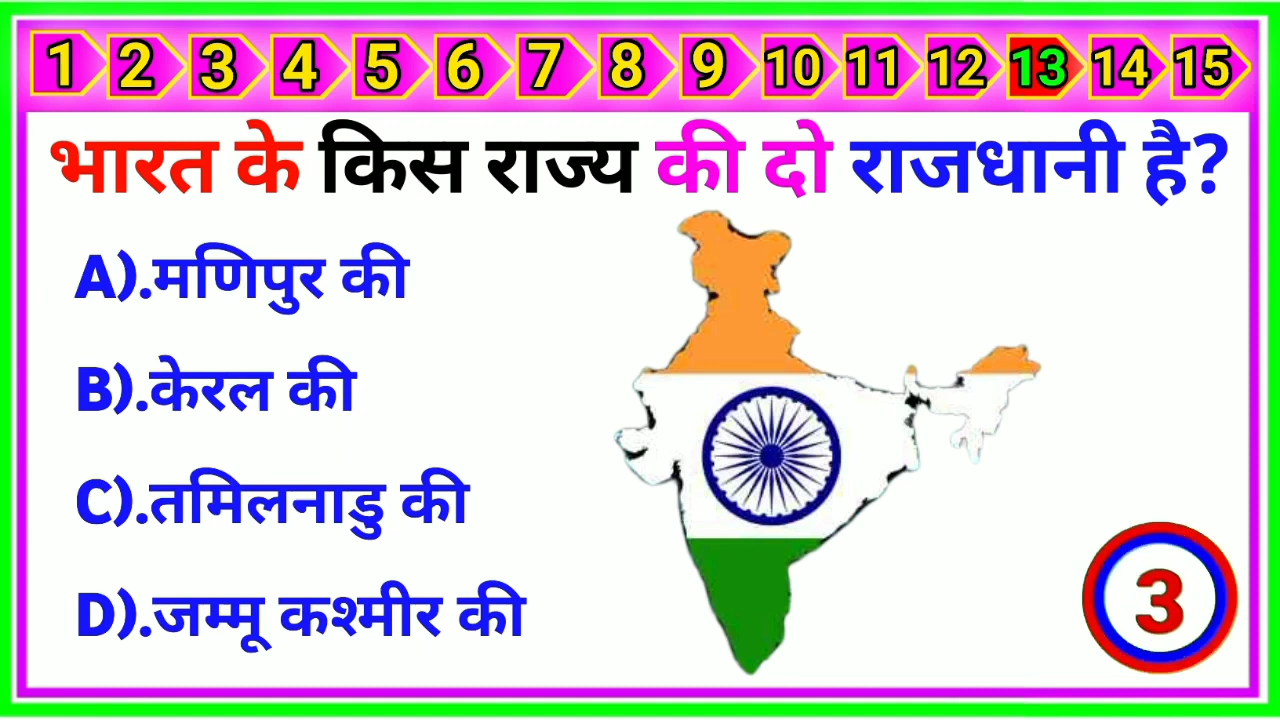 1 2 3 4 5 6 7 8 9 10 11 12 13 14 15
भारत के किस राज्य की दो राजधानी है?
A).मणिपुर की
B).केरल की
C).तमिलनाडु की
D).जम्मू कश्मीर की
3